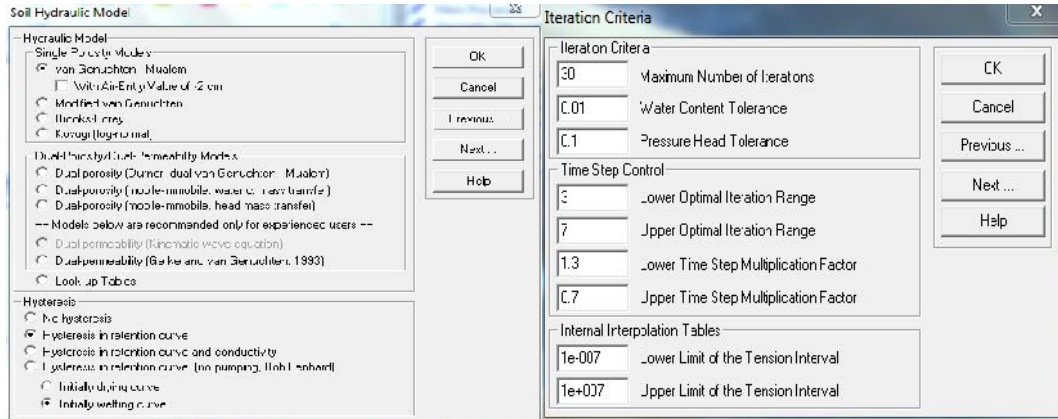 Soil Hydraulic Model
Hydraulic Model
Single Porosity Models
van Genuchten - Mualem
With Air-Entry Value of -2 cm
Modified van Genuchten
Brooks-Corey
Kosugi (log-normal)
Dual-Porosity/Dual-Permeability Models
Dual-porosity (Durner, dual van Genuchten - Mualem)
Dual-porosity (mobile-immobile, water c. mass transfer)
Dual-porosity (mobile-immobile, head mass transfer)
-- Models below are recommended only for experienced users --
Dual-permeability (Kinematic wave equation)
Dual-permeability (Gerke and van Genuchten, 1993)
Look-up Tables
Hysteresis
No hysteresis
Hysteresis in retention curve
Hysteresis in retention curve and conductivity
Hysteresis in retention curve (no pumping, Bob Lenhard)
Initially drying curve
Initially wetting curve
OK
Cancel
Previous...
Next...
Help
Iteration Criteria
X
Iteration Criteria
30 Maximum Number of Iterations
0.01 Water Content Tolerance
0.1 Pressure Head Tolerance
Time Step Control
3 Lower Optimal Iteration Range
7 Upper Optimal Iteration Range
1.3 Lower Time Step Multiplication Factor
0.7 Upper Time Step Multiplication Factor
Internal Interpolation Tables
1e-007 Lower Limit of the Tension Interval
1e+007 Upper Limit of the Tension Interval
OK
Cancel
Previous ...
Next ...
Help